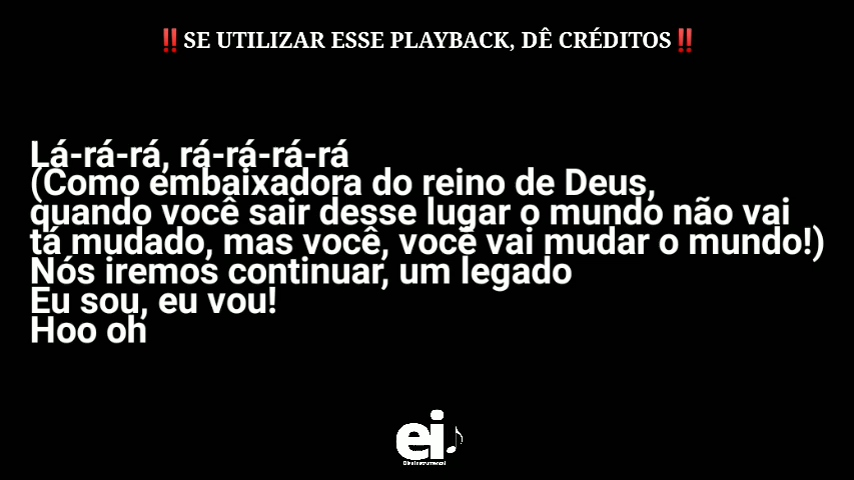 ‼️SE UTILIZAR ESSE PLAYBACK, DÊ CRÉDITOS‼️
Lá-rá-rá, rá-rá-rá-rá
(Como embaixadora do reino de Deus,
quando você sair desse lugar o mundo não vai
tá mudado, mas você, você vai mudar o mundo!)
Nós iremos continuar, um legado
Eu sou, eu vou!
Hoo oh
ei